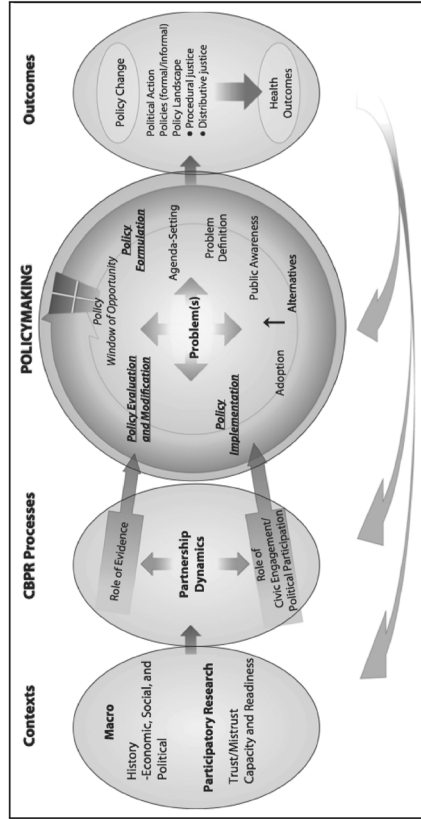 Contexts
CBPR Processes
POLICYMAKING
Outcomes
Macro
History
-Economic, Social, and
Political
Participatory Research
Trust/Mistrust
Capacity and Readiness
Role of Evidence
Partnership
Dynamics
Role of
Civic Engagement/
Political Participation
Policy
Window of Opportunity
Policy Evaluation
and Modification
Policy
Formulation
Agenda-Setting
Problem
Definition
Problem(s)
Public Awareness
Policy
Implementation
Alternatives
Adoption
Policy Change
Political Action
Policies (formal/informal)
Policy Landscape
● Procedural justice
● Distributive justice
Health
Outcomes